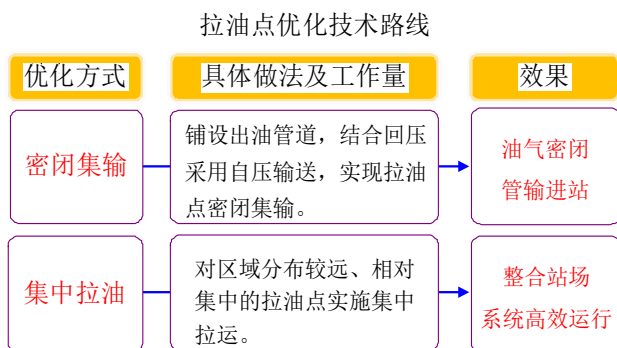 拉油点优化技术路线
优化方式
具体做法及工作量
效果
密闭集输
铺设出油管道，结合回压
采用自压输送，实现拉油
点密闭集输。
油气密闭
管输进站
集中拉油
对区域分布较远、相对
集中的拉油点实施集中
拉运。
整合站场
系统高效运行